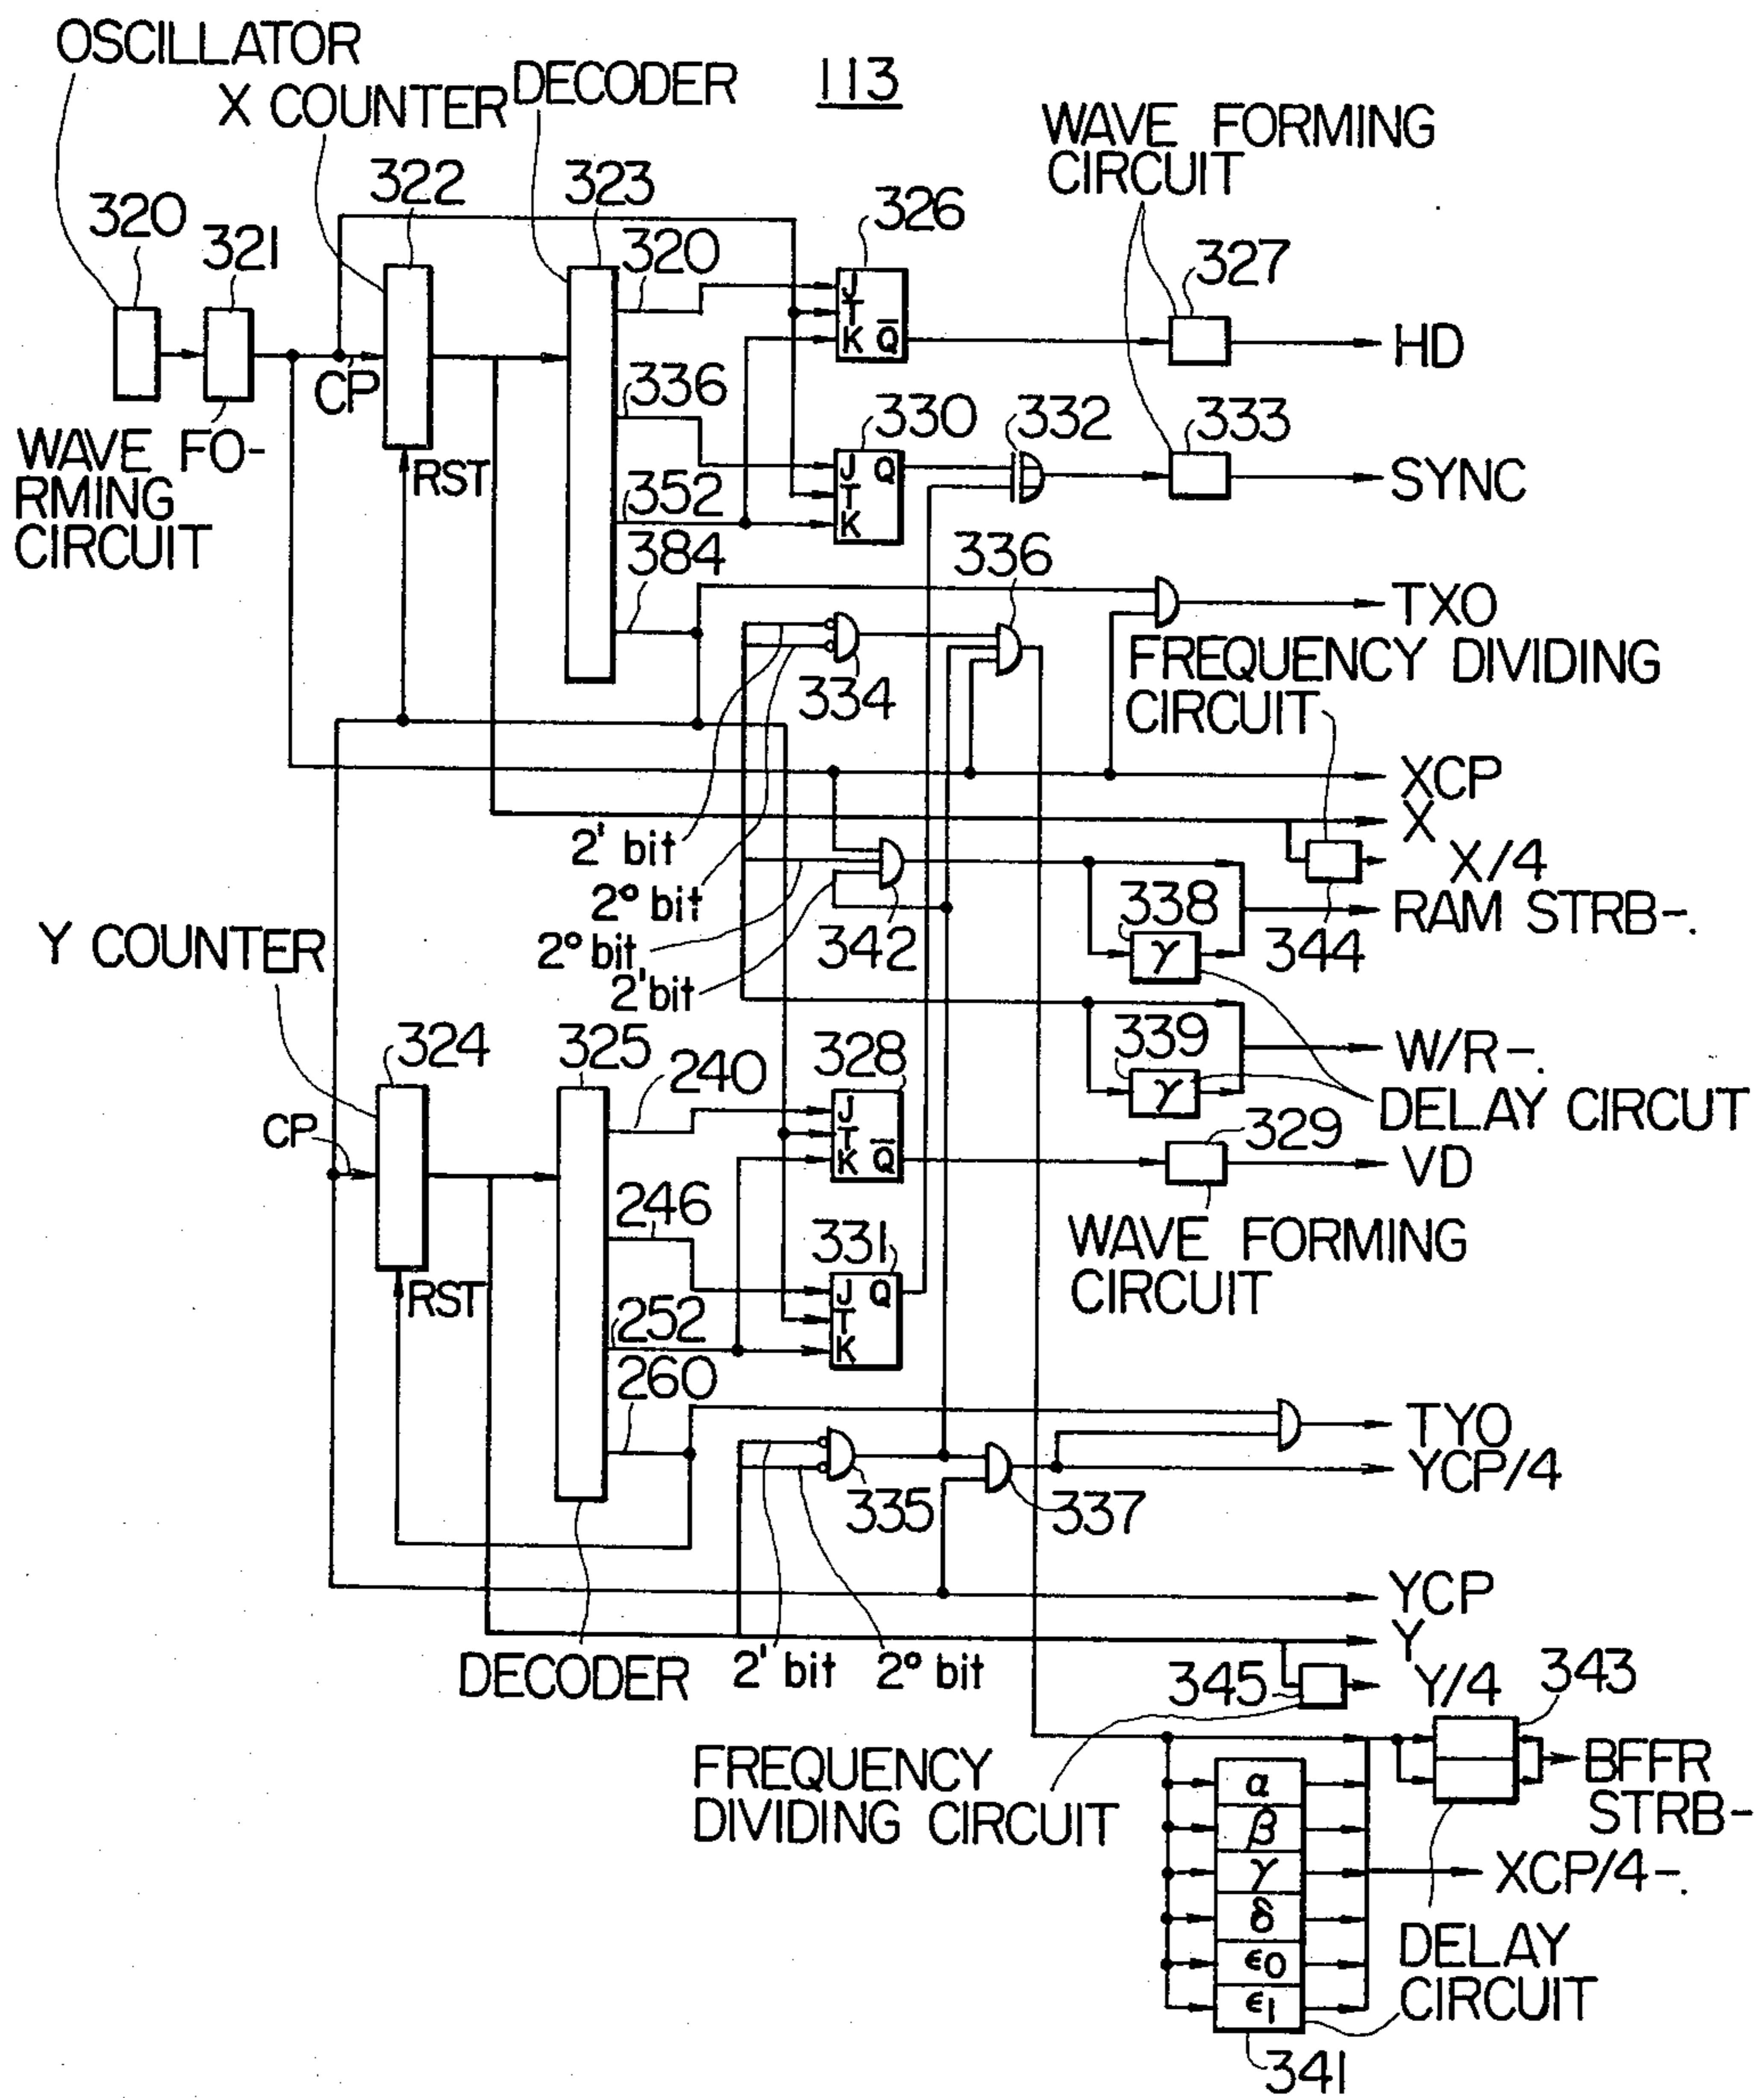 OSCILLATOR
X COUNTER
DECODER
113
WAVE FORMING
CIRCUIT
320
321
322
323
320
326
327
HD
CP
336
330
332
333
SYNC
WAVE FO-
RMING
CIRCUIT
RST
352
384
J
T
K Q̅
J Q
T
K
336
TXO
334
FREQUENCY DIVIDING
CIRCUIT
XCP
X
X/4
2' bit
2° bit
2° bit
2' bit
342
338
γ
344
RAM STRB-.
Y COUNTER
324
325
240
328
339
γ
W/R-.
DELAY CIRCUT
CP
J
T
K Q̅
329
VD
246
331
WAVE FORMING
CIRCUIT
RST
252
260
J Q
T
K
TYO
YCP/4
335
337
YCP
Y
DECODER
2' bit
2° bit
345
Y/4
343
FREQUENCY
DIVIDING CIRCUIT
BFFR
STRB-
α
β
γ
δ
ϵ0
ϵ1
XCP/4-.
DELAY
CIRCUIT
341